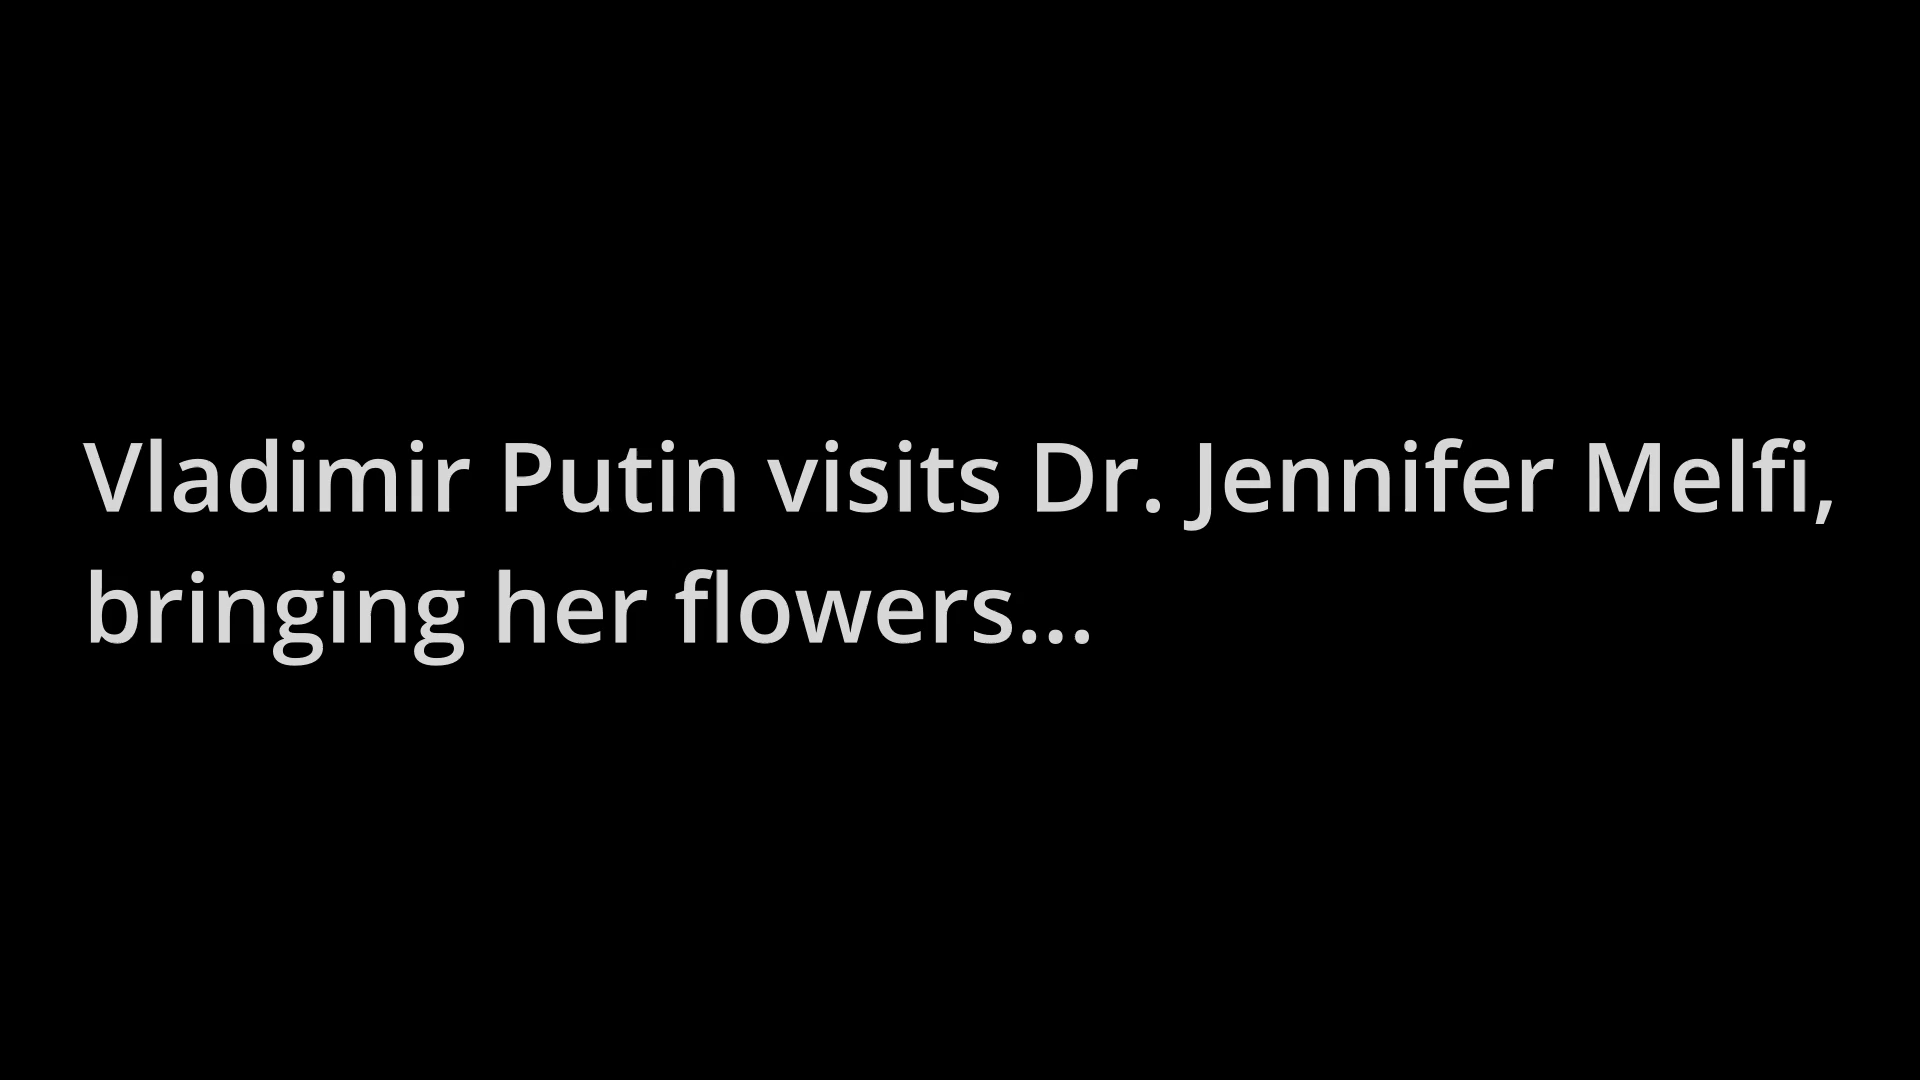 Vladimir Putin visits Dr. Jennifer Melfi,
bringing her flowers...